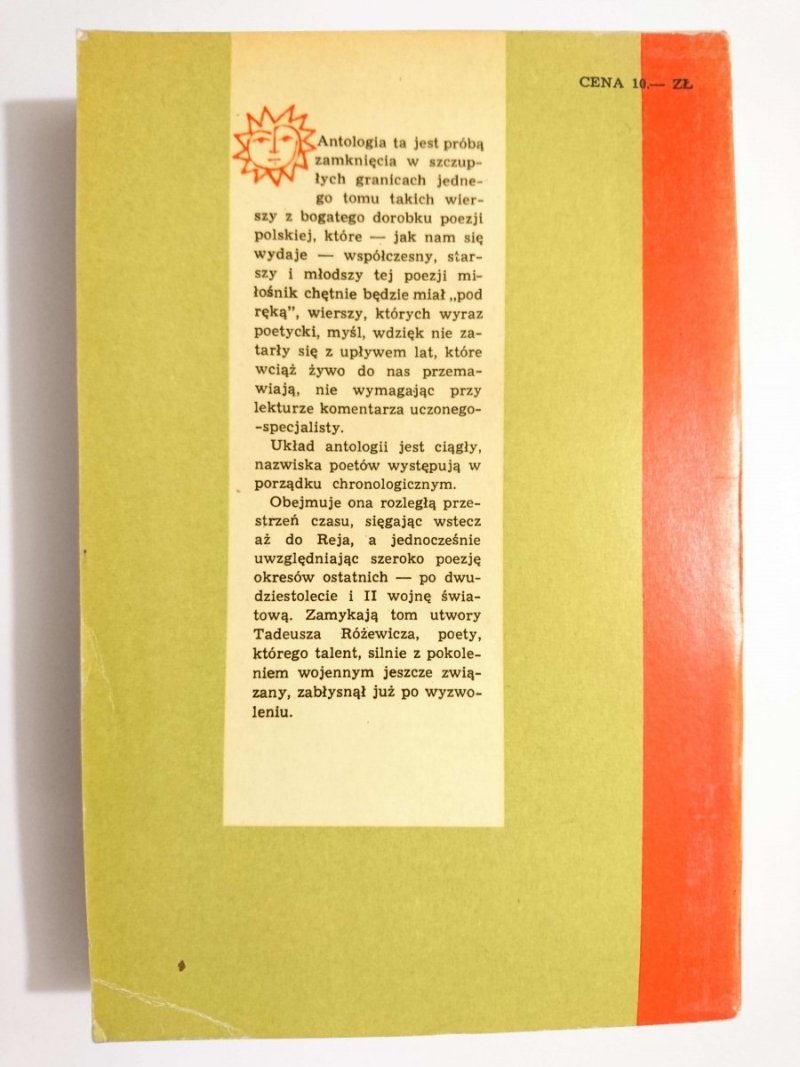 CENA 10.— ZŁ
Antologia ta jest próbą
zamknięcia w szczup-
łych granicach jedne-
go tomu takich wier-
szy z bogatego dorobku poezji
polskiej, które — jak nam się
wydaje — współczesny, star-
szy i młodszy tej poezji mi-
łośnik chętnie będzie miał „pod
ręką”, wierszy, których wyraz
poetycki, myśl, wdzięk nie za-
tarły się z upływem lat, które
wciąż żywo do nas przema-
wiają, nie wymagając przy
lekturze komentarza uczonego-
-specjalisty.
Układ antologii jest ciągły,
nazwiska poetów występują w
porządku chronologicznym.
Obejmuje ona rozległą prze-
strzeń czasu, sięgając wstecz
aż do Reja, a jednocześnie
uwzględniając szeroko poezję
okresów ostatnich — po dwu-
dziestolecie i II wojnę świa-
tową. Zamykają tom utwory
Tadeusza Różewicza, poety,
którego talent, silnie z pokole-
niem wojennym jeszcze zwią-
zany, zabłysnął już po wyzwo-
leniu.